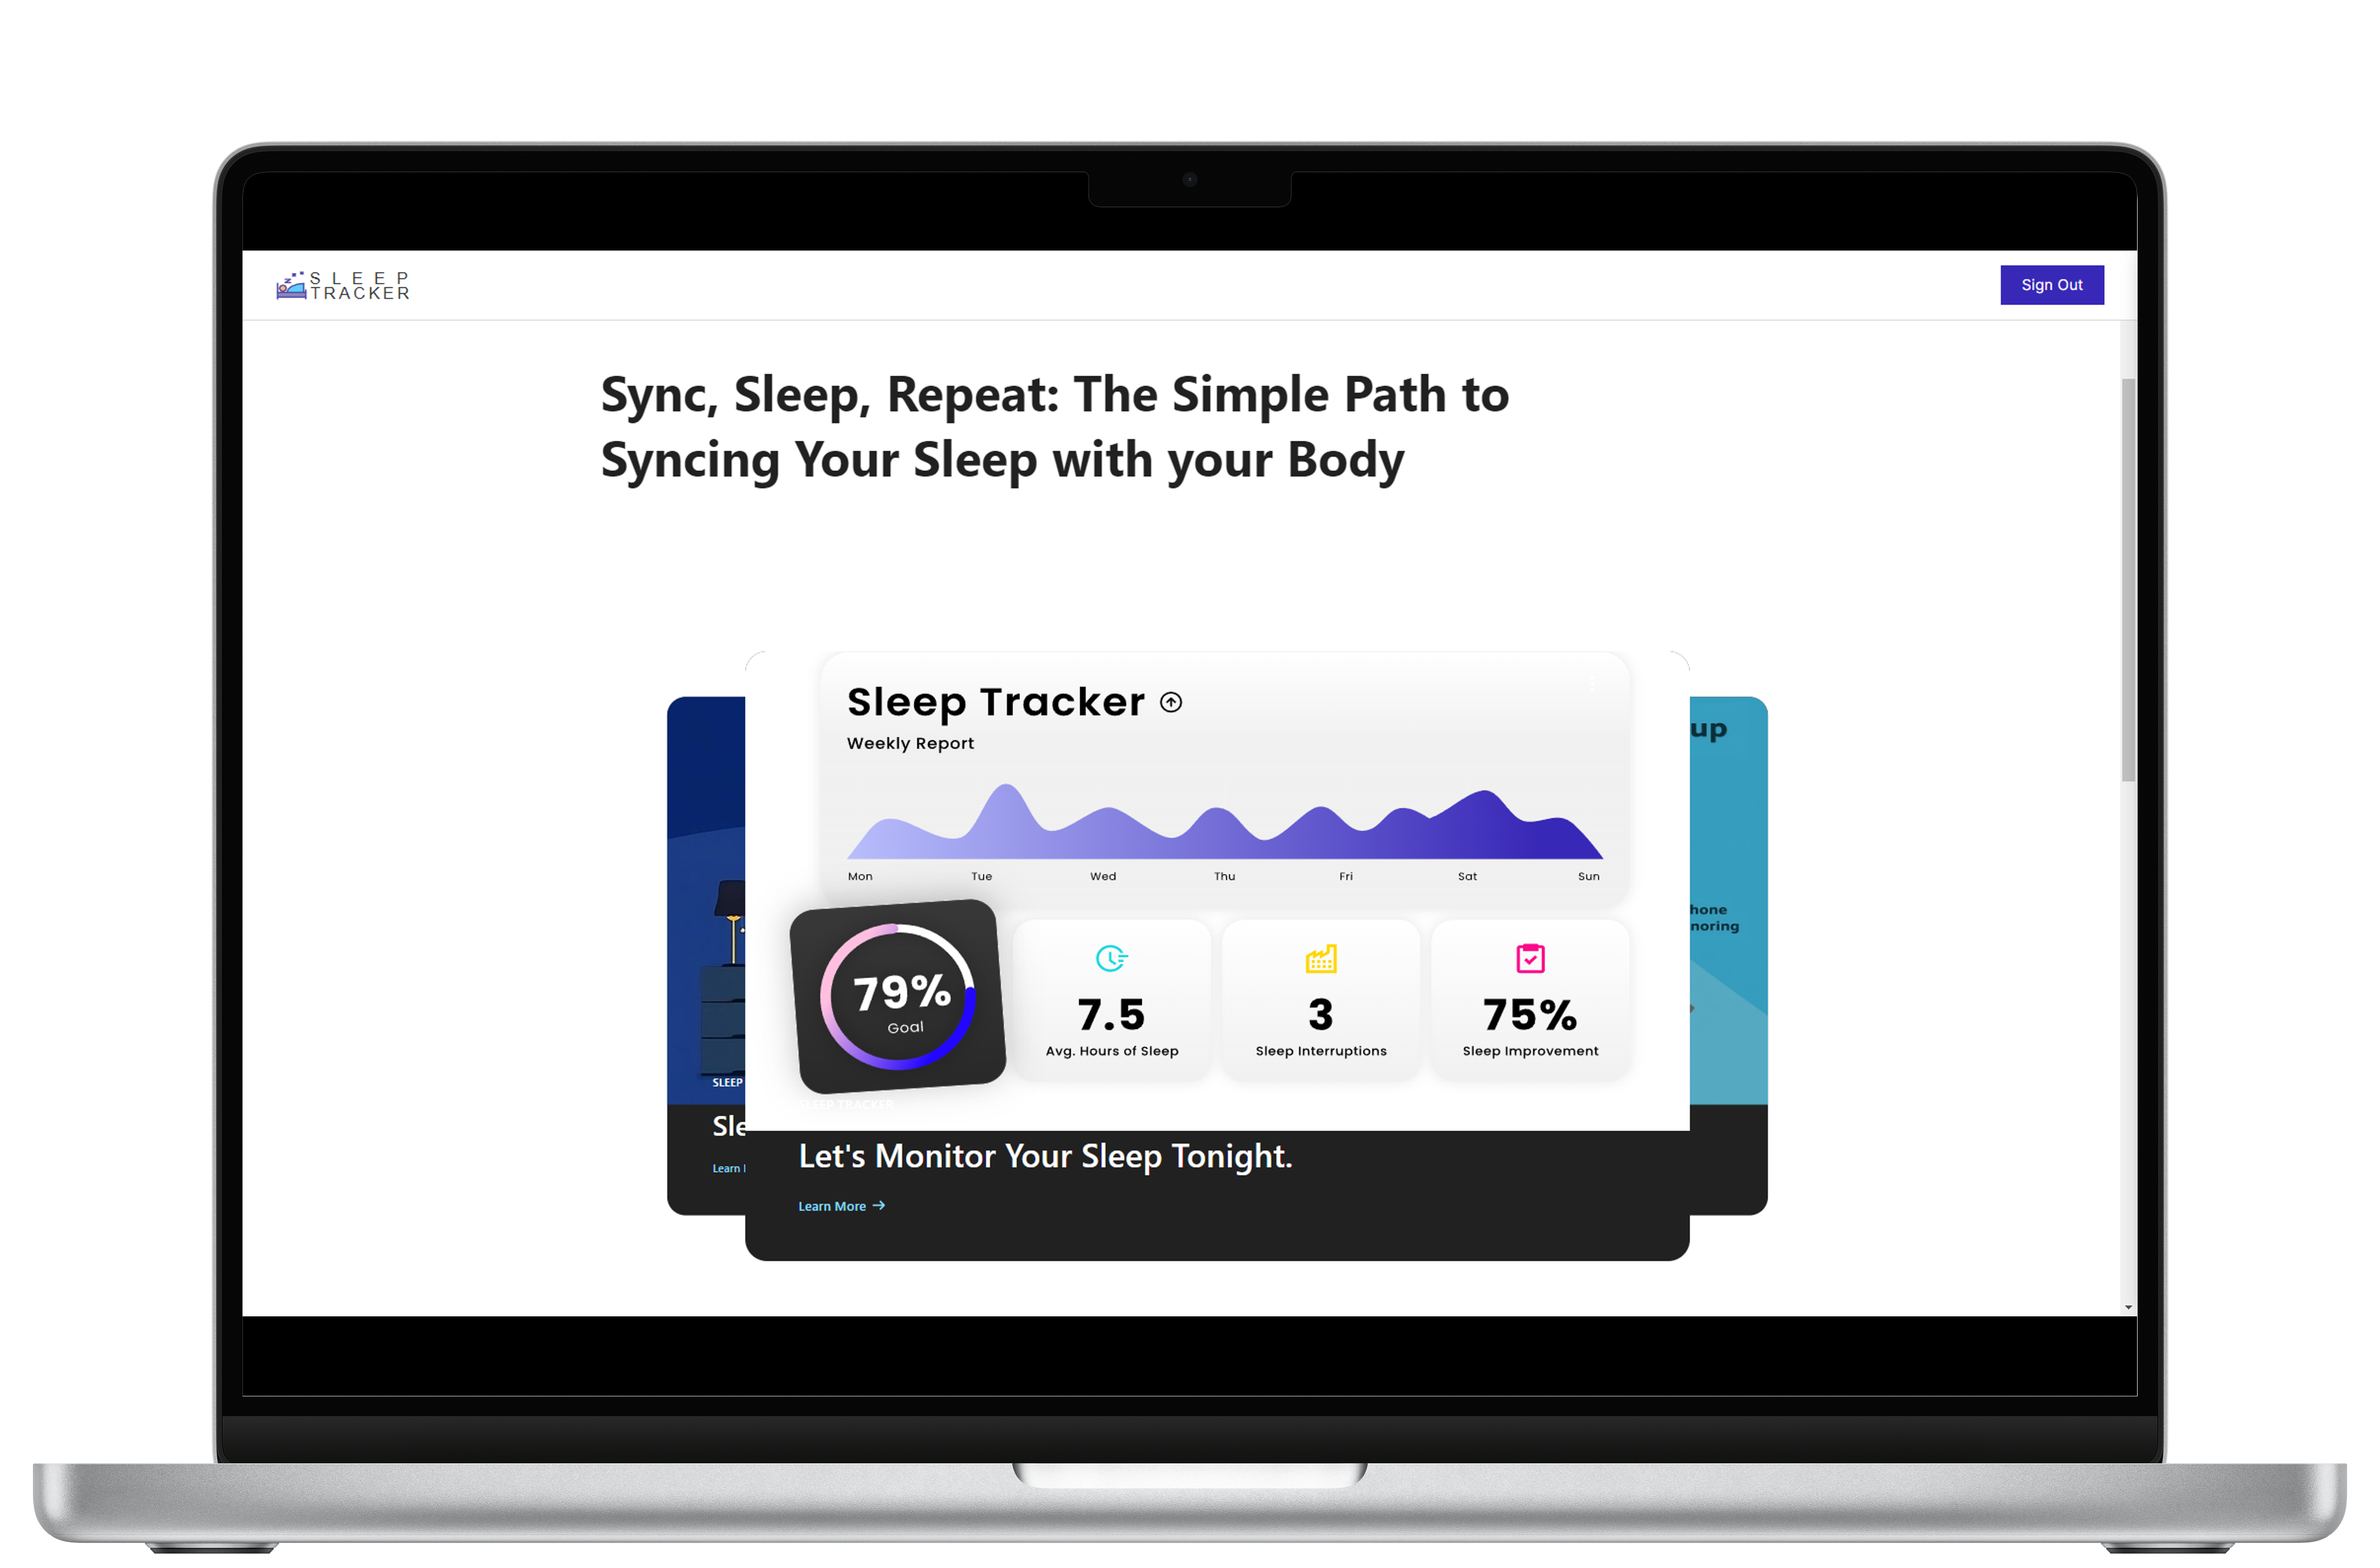 SLEEP
TRACKER
Sign Out
Sync, Sleep, Repeat: The Simple Path to
Syncing Your Sleep with your Body
Sleep Tracker
Weekly Report
Mon Tue Wed Thu Fri Sat Sun
79%
Goal
7.5
Avg. Hours of Sleep
3
Sleep Interruptions
75%
Sleep Improvement
SLEEP TRACKER
Let's Monitor Your Sleep Tonight.
Learn More
SLEEP
Sle
Learn
up
hone
noring